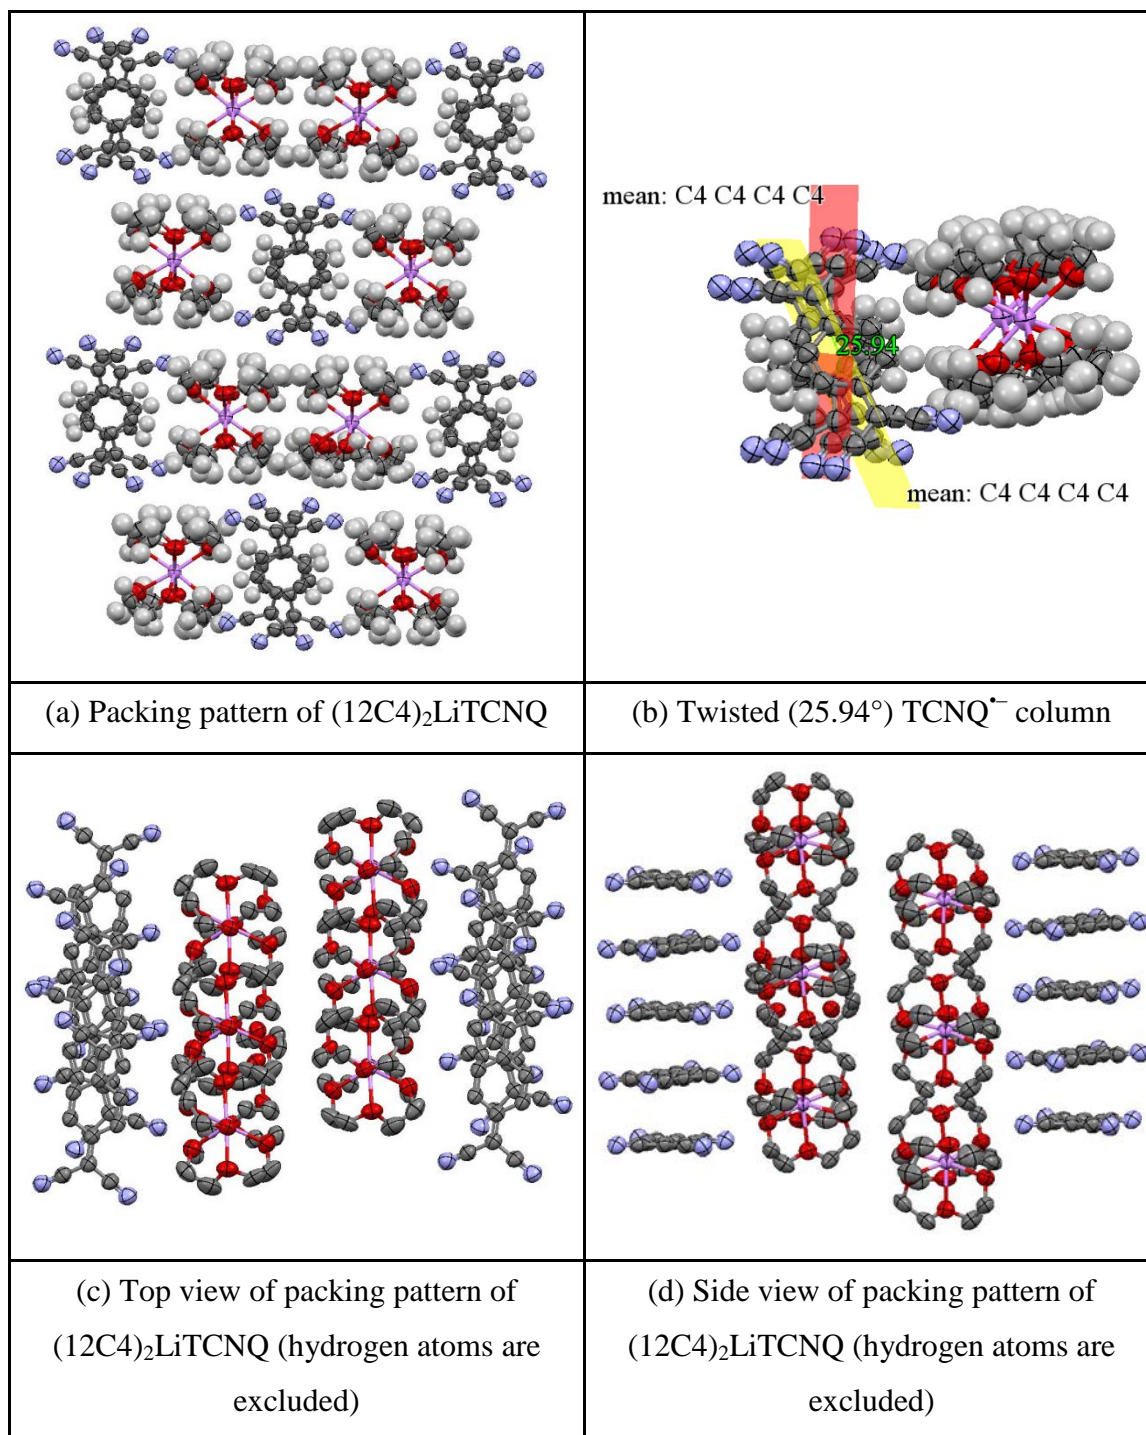 mean: C4 C4 C4 C4
25.94
mean: C4 C4 C4 C4
(a) Packing pattern of (12C4)₂LiTCNQ
(b) Twisted (25.94°) TCNQ•− column
(c) Top view of packing pattern of
(12C4)₂LiTCNQ (hydrogen atoms are
excluded)
(d) Side view of packing pattern of
(12C4)₂LiTCNQ (hydrogen atoms are
excluded)